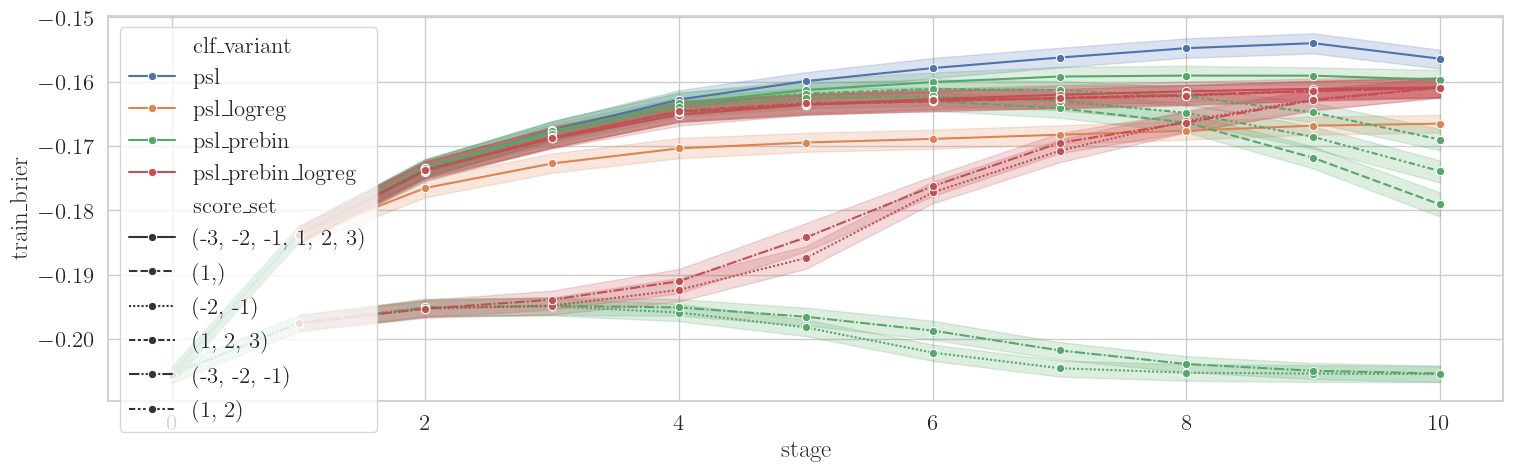 −0.15
−0.16
−0.17
−0.18
−0.19
−0.20
train_brier
clf_variant
psl
psl_logreg
psl_prebin
psl_prebin_logreg
score_set
(-3, -2, -1, 1, 2, 3)
(1,)
(-2, -1)
(1, 2, 3)
(-3, -2, -1)
(1, 2)
0 2 4 6 8 10
stage